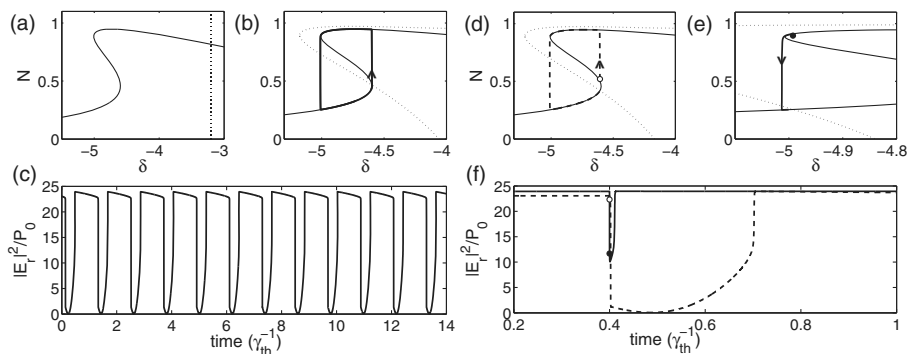 (a) (b) (d) (e)
N 1 0.5 0 −5 −4 −3 δ
1 0.5 0 −5 −4.5 −4 δ
N 1 0.5 0 −5 −4.5 −4 δ
1 0.5 0 −5 −4.9 −4.8 δ
(c) (f)
|E_r|²/P_0 25 20 15 10 5 0
0 2 4 6 8 10 12 14
time (γ_th^−1)
|E_r|²/P_0 25 20 15 10 5 0
0.2 0.4 0.6 0.8 1
time (γ_th^−1)